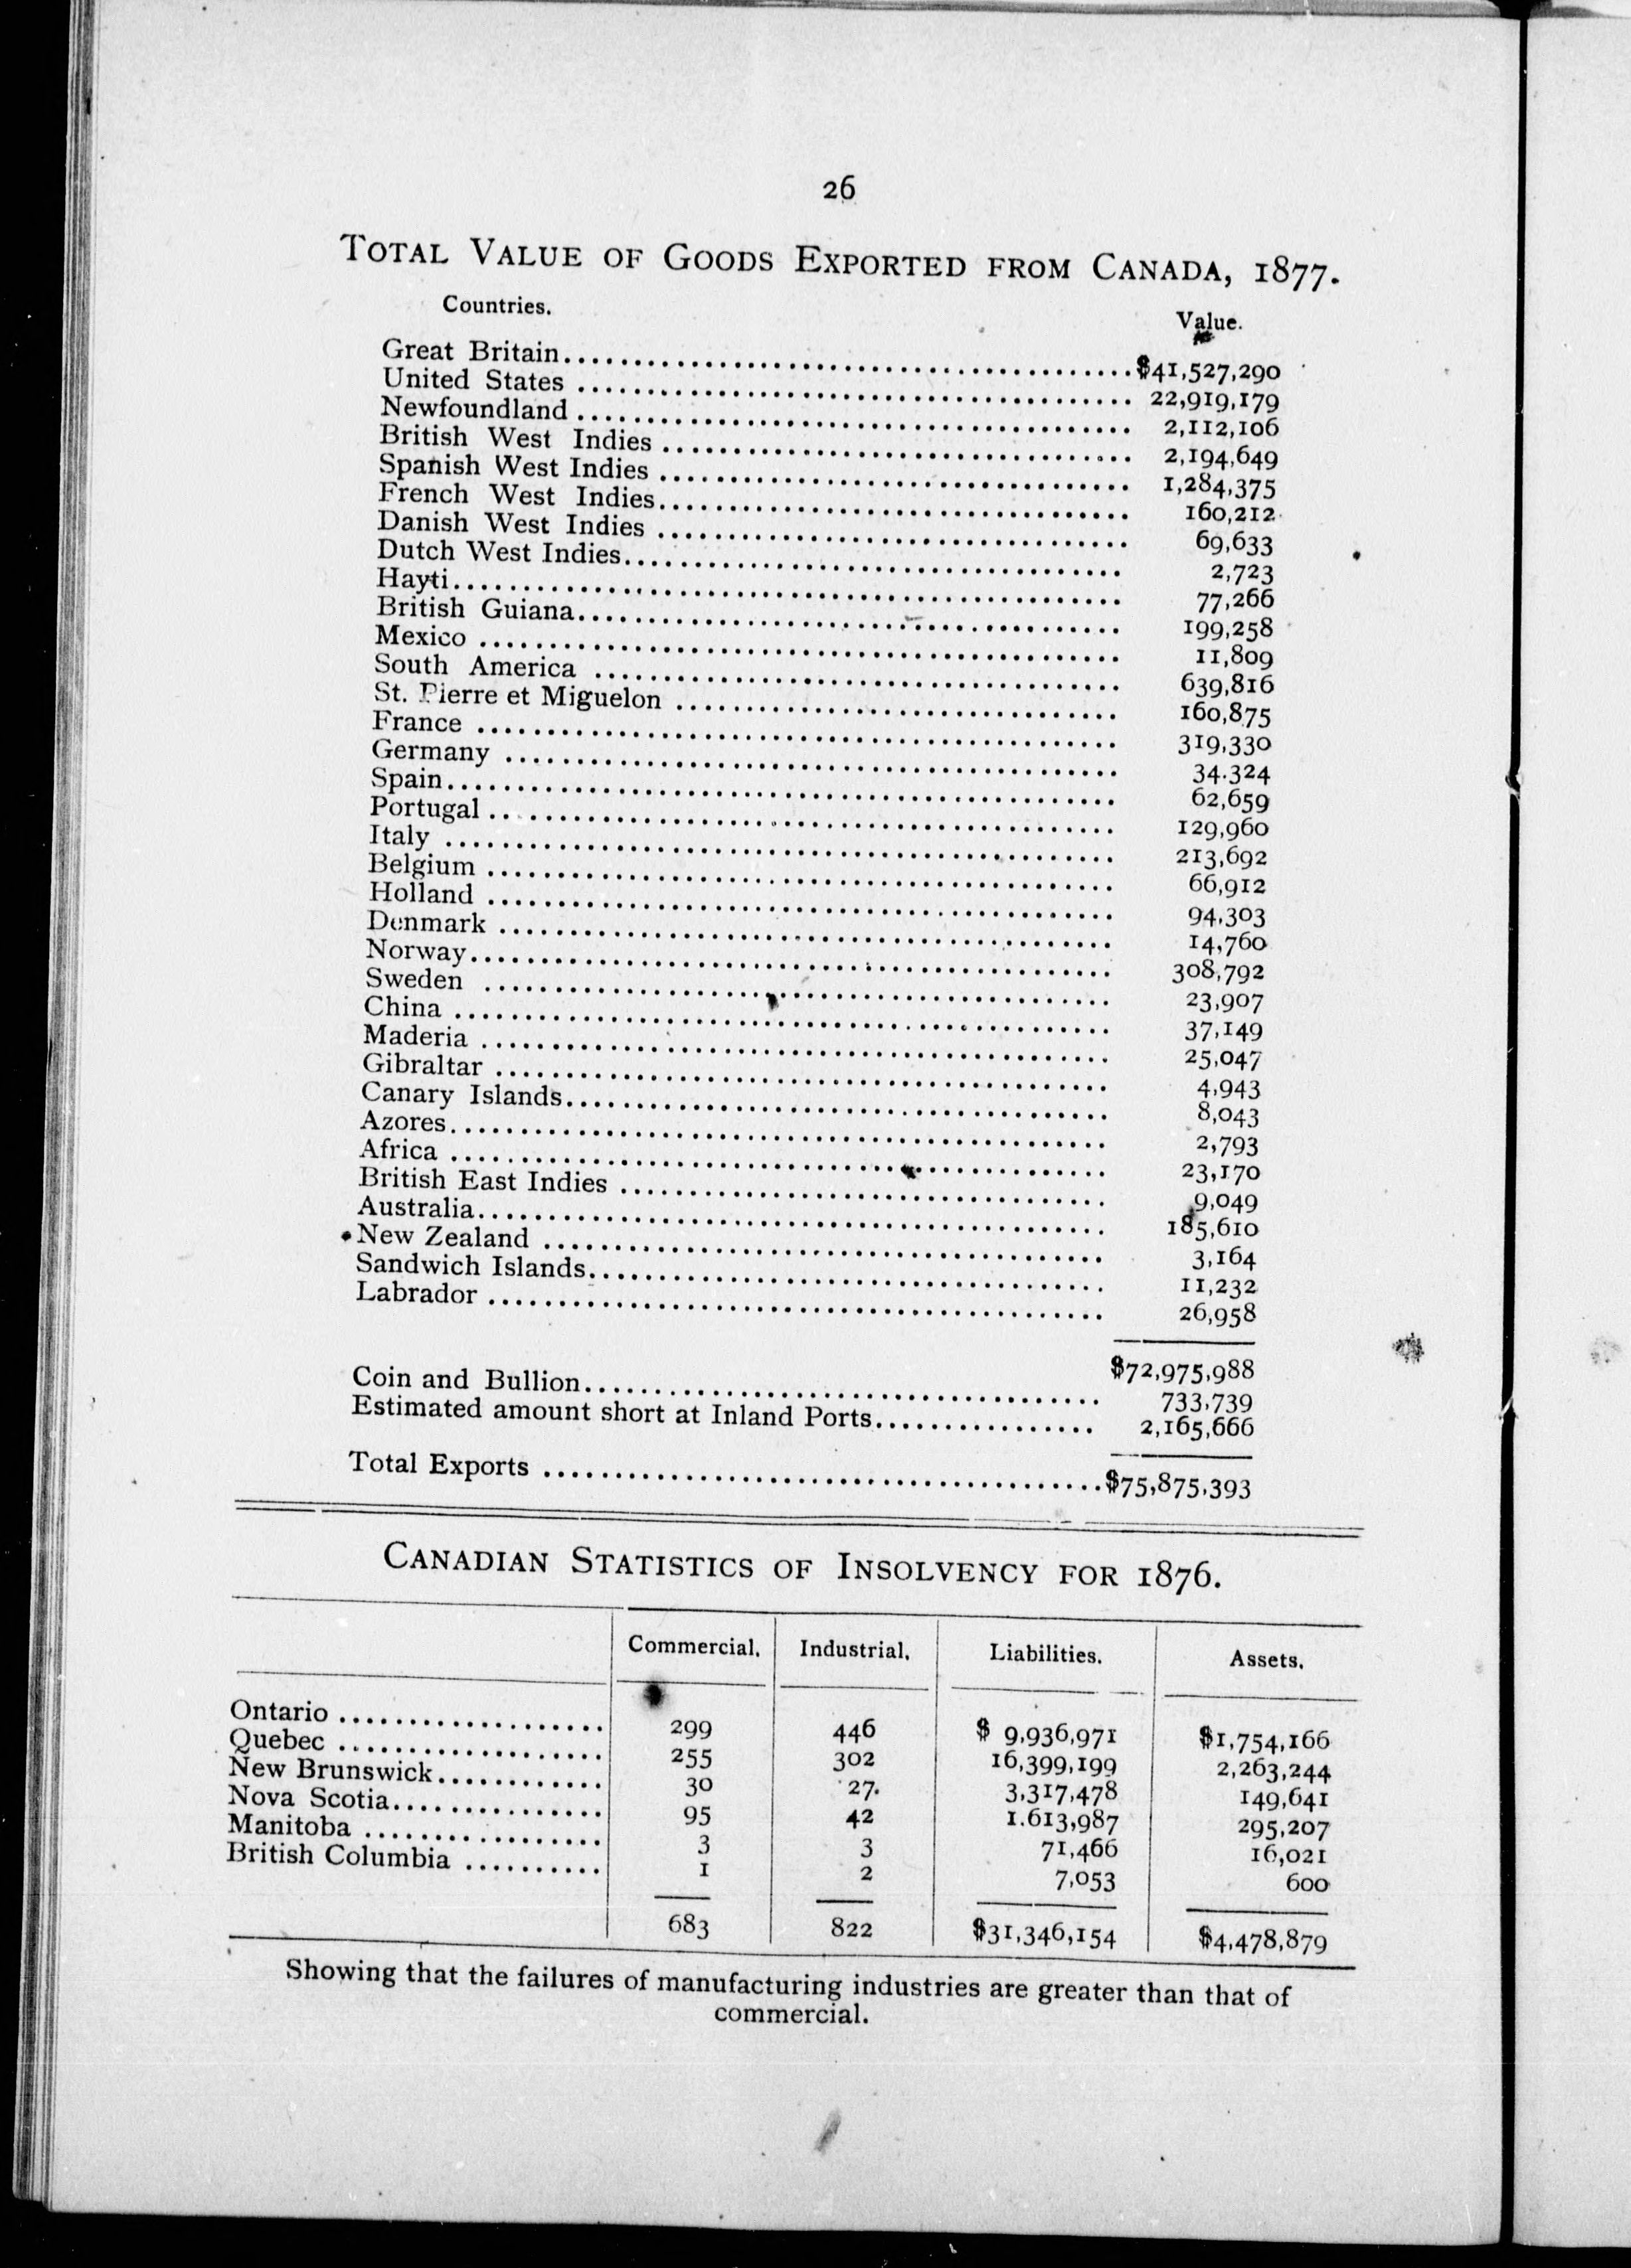 26
TOTAL VALUE OF GOODS EXPORTED FROM CANADA, 1877.
Countries. Value.
Great Britain........................................$41,527,290
United States ........................................ 22,919,179
Newfoundland ........................................ 2,112,106
British West Indies ........................................ 2,194,649
Spanish West Indies ........................................ 1,284,375
French West Indies........................................ 160,212
Danish West Indies ........................................ 69,633
Dutch West Indies........................................ 2,723
Hayti........................................ 77,266
British Guiana........................................ 199,258
Mexico ........................................ 11,809
South America ........................................ 639,816
St. Pierre et Miguelon ........................................ 160,875
France ........................................ 319,330
Germany ........................................ 34.324
Spain........................................ 62,659
Portugal ........................................ 129,960
Italy ........................................ 213,692
Belgium ........................................ 66,912
Holland ........................................ 94,303
Denmark ........................................ 14,760
Norway........................................ 308,792
Sweden ........................................ 23,907
China ........................................ 37,149
Maderia ........................................ 25,047
Gibraltar ........................................ 4,943
Canary Islands........................................ 8,043
Azores........................................ 2,793
Africa ........................................ 23,170
British East Indies ........................................ 9,049
Australia........................................ 185,610
New Zealand ........................................ 3,164
Sandwich Islands........................................ 11,232
Labrador ........................................ 26,958
$72,975,988
Coin and Bullion........................................ 733,739
Estimated amount short at Inland Ports................ 2,165,666
Total Exports ........................................$75,875,393
CANADIAN STATISTICS OF INSOLVENCY FOR 1876.
Commercial. Industrial. Liabilities. Assets.
Ontario ................... 299 446 $ 9,936,971 $1,754,166
Quebec ................... 255 302 16,399,199 2,263,244
New Brunswick............ 30 27. 3,317,478 149,641
Nova Scotia............... 95 42 1.613,987 295,207
Manitoba ................. 3 3 71,466 16,021
British Columbia .......... 1 2 7,053 600
683 822 $31,346,154 $4,478,879
Showing that the failures of manufacturing industries are greater than that of
commercial.